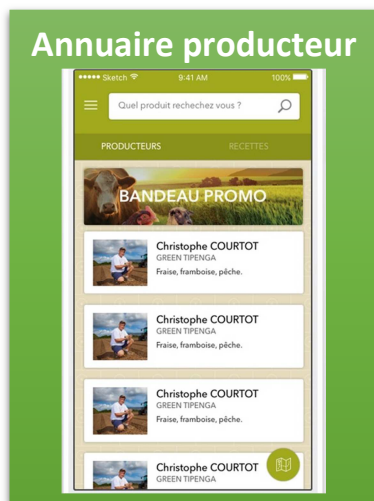 Annuaire producteur
Sketch
9:41 AM
100%
Quel produit rechechez vous ?
PRODUCTEURS
RECETTES
BANDEAU PROMO
Christophe COURTOT
GREEN TIPENGA
Fraise, framboise, pêche.
Christophe COURTOT
GREEN TIPENGA
Fraise, framboise, pêche.
Christophe COURTOT
GREEN TIPENGA
Fraise, framboise, pêche.
Christophe COURTOT
GREEN TIPENGA